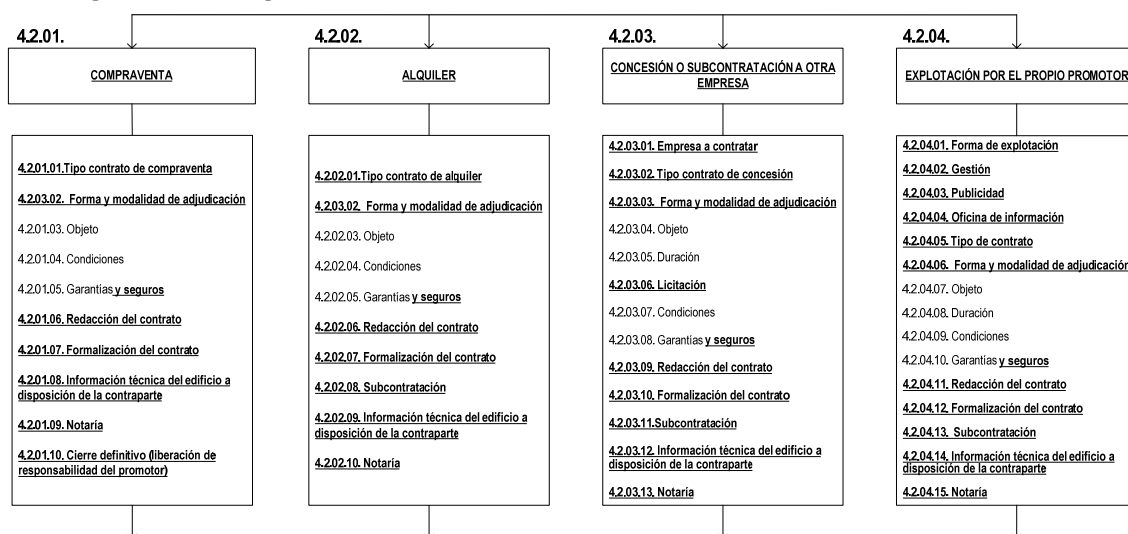 4.2.01.
COMPRAVENTA
4.2.01.01.Tipo contrato de compraventa
4.2.03.02. Forma y modalidad de adjudicación
4.2.01.03. Objeto
4.2.01.04. Condiciones
4.2.01.05. Garantías y seguros
4.2.01.06. Redacción del contrato
4.2.01.07. Formalización del contrato
4.2.01.08. Información técnica del edificio a
disposición de la contraparte
4.2.01.09. Notaría
4.2.01.10. Cierre definitivo (liberación de
responsabilidad del promotor)
4.2.02.
ALQUILER
4.2.02.01.Tipo contrato de alquiler
4.2.03.02. Forma y modalidad de adjudicación
4.2.02.03. Objeto
4.2.02.04. Condiciones
4.2.02.05. Garantías y seguros
4.2.02.06. Redacción del contrato
4.2.02.07. Formalización del contrato
4.2.02.08. Subcontratación
4.2.02.09. Información técnica del edificio a
disposición de la contraparte
4.2.02.10. Notaría
4.2.03.
CONCESIÓN O SUBCONTRATACIÓN A OTRA
EMPRESA
4.2.03.01. Empresa a contratar
4.2.03.02. Tipo contrato de concesión
4.2.03.03. Forma y modalidad de adjudicación
4.2.03.04. Objeto
4.2.03.05. Duración
4.2.03.06. Licitación
4.2.03.07. Condiciones
4.2.03.08. Garantías y seguros
4.2.03.09. Redacción del contrato
4.2.03.10. Formalización del contrato
4.2.03.11.Subcontratación
4.2.03.12. Información técnica del edificio a
disposición de la contraparte
4.2.03.13. Notaría
4.2.04.
EXPLOTACIÓN POR EL PROPIO PROMOTOR
4.2.04.01. Forma de explotación
4.2.04.02. Gestión
4.2.04.03. Publicidad
4.2.04.04. Oficina de información
4.2.04.05. Tipo de contrato
4.2.04.06. Forma y modalidad de adjudicación
4.2.04.07. Objeto
4.2.04.08. Duración
4.2.04.09. Condiciones
4.2.04.10. Garantías y seguros
4.2.04.11. Redacción del contrato
4.2.04.12. Formalización del contrato
4.2.04.13. Subcontratación
4.2.04.14. Información técnica del edificio a
disposición de la contraparte
4.2.04.15. Notaría